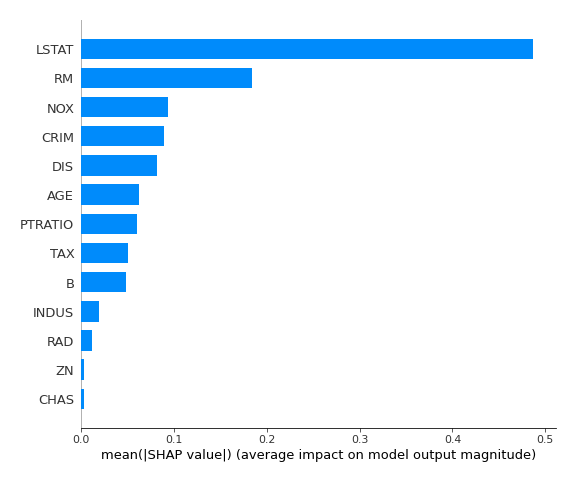 LSTAT
RM
NOX
CRIM
DIS
AGE
PTRATIO
TAX
B
INDUS
RAD
ZN
CHAS
0.0 0.1 0.2 0.3 0.4 0.5
mean(|SHAP value|) (average impact on model output magnitude)